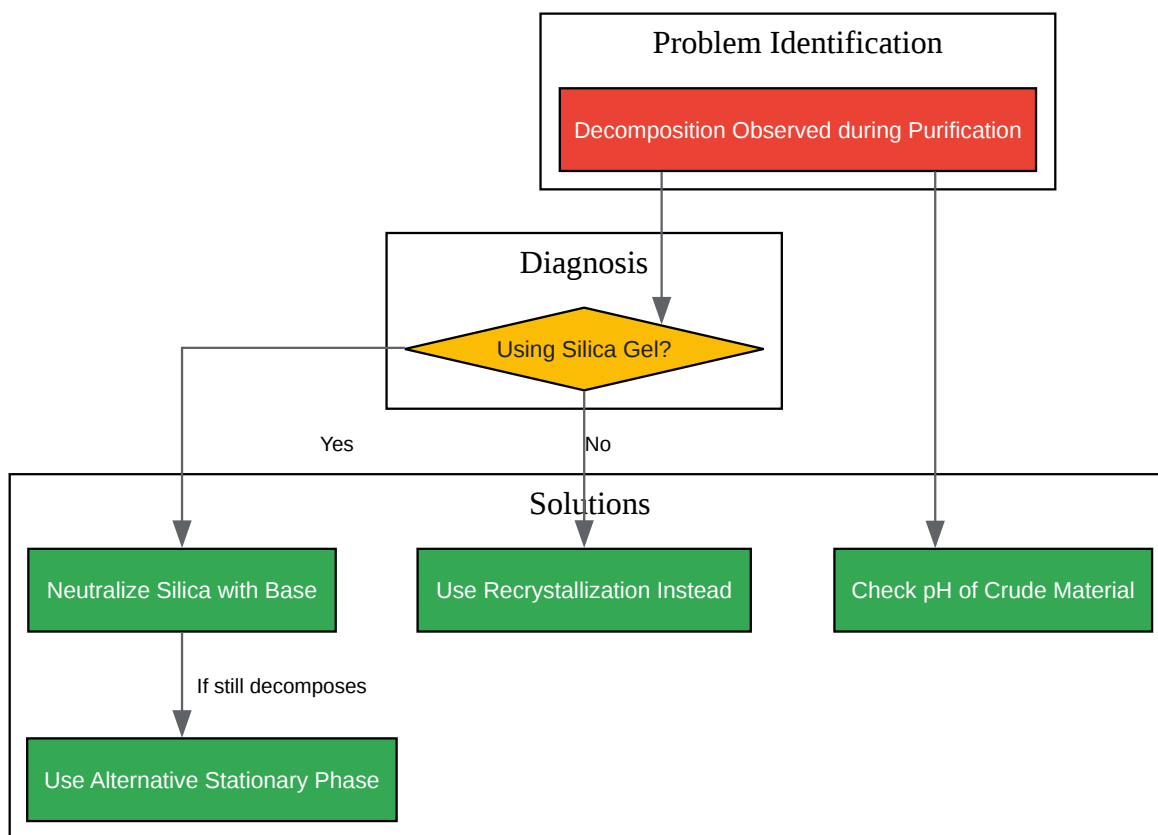 Problem Identification
Decomposition Observed during Purification
Diagnosis
Using Silica Gel?
Yes
No
Solutions
Neutralize Silica with Base
Use Recrystallization Instead
Check pH of Crude Material
If still decomposes
Use Alternative Stationary Phase